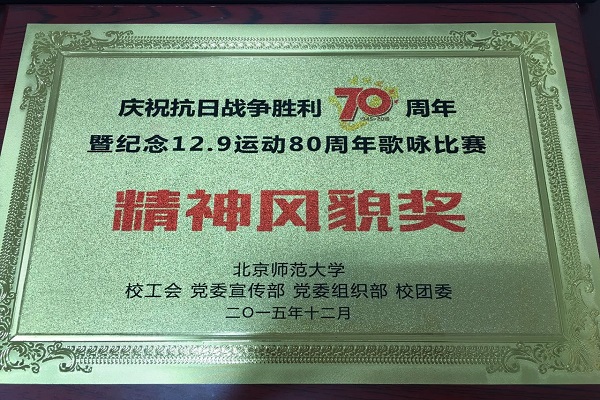 庆祝抗日战争胜利70周年
1945-2015
暨纪念12.9运动80周年歌咏比赛
精神风貌奖
北京师范大学
校工会 党委宣传部 党委组织部 校团委
二〇一五年十二月